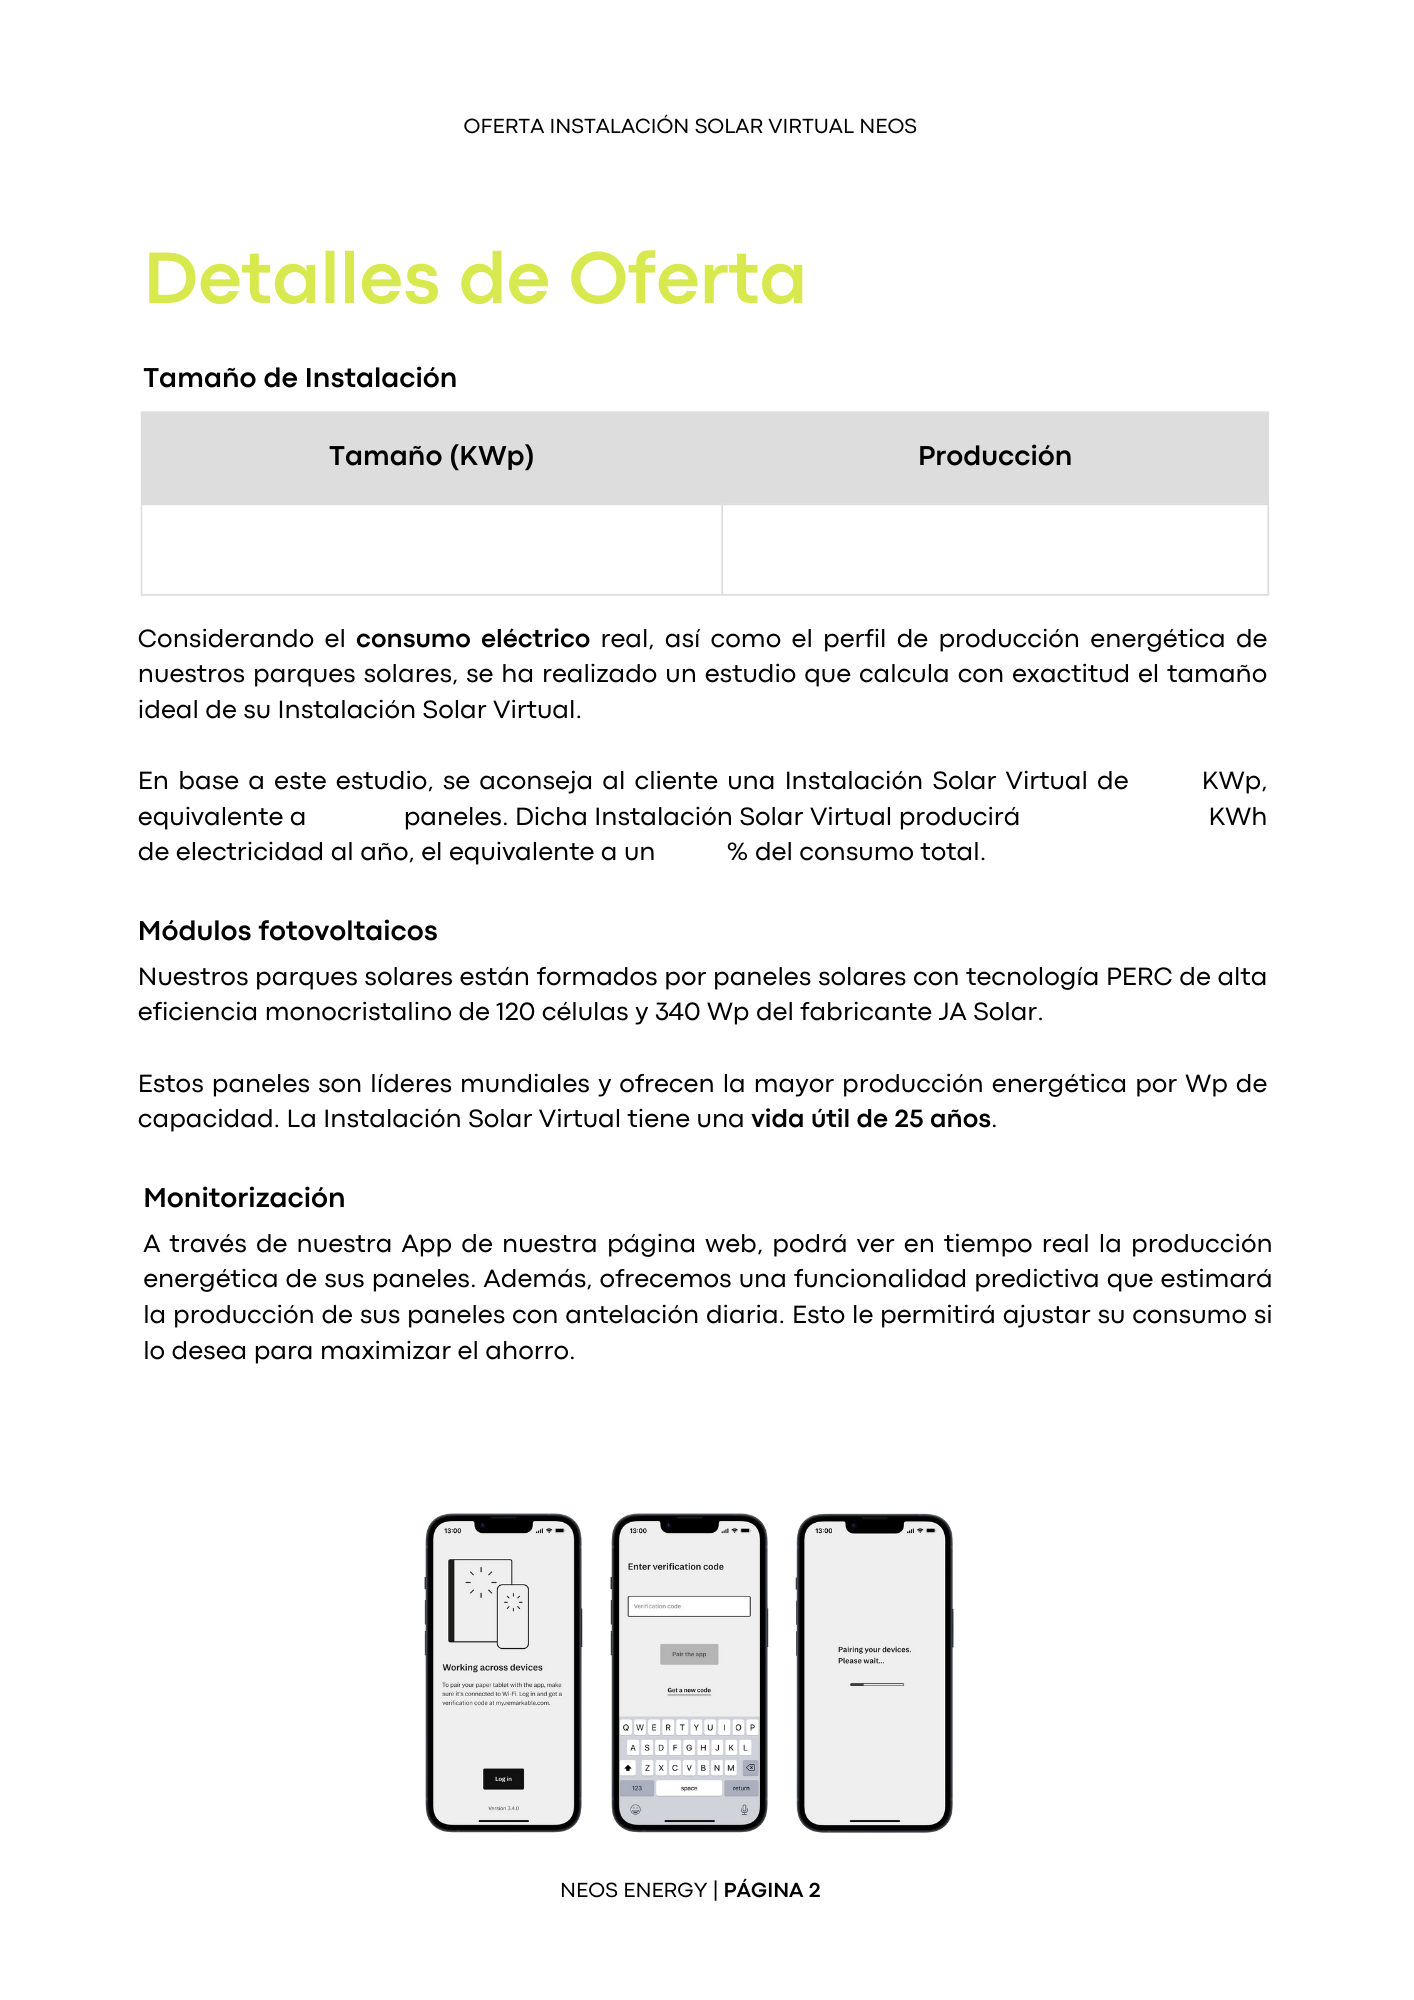 OFERTA INSTALACIÓN SOLAR VIRTUAL NEOS
Detalles de Oferta
Tamaño de Instalación
Tamaño (KWp) Producción
Considerando el consumo eléctrico real, así como el perfil de producción energética de
nuestros parques solares, se ha realizado un estudio que calcula con exactitud el tamaño
ideal de su Instalación Solar Virtual.
En base a este estudio, se aconseja al cliente una Instalación Solar Virtual de KWp,
equivalente a paneles. Dicha Instalación Solar Virtual producirá KWh
de electricidad al año, el equivalente a un % del consumo total.
Módulos fotovoltaicos
Nuestros parques solares están formados por paneles solares con tecnología PERC de alta
eficiencia monocristalino de 120 células y 340 Wp del fabricante JA Solar.
Estos paneles son líderes mundiales y ofrecen la mayor producción energética por Wp de
capacidad. La Instalación Solar Virtual tiene una vida útil de 25 años.
Monitorización
A través de nuestra App de nuestra página web, podrá ver en tiempo real la producción
energética de sus paneles. Además, ofrecemos una funcionalidad predictiva que estimará
la producción de sus paneles con antelación diaria. Esto le permitirá ajustar su consumo si
lo desea para maximizar el ahorro.
13:00
Working across devices
To pair your paper tablet with the app, make
sure it's connected to Wi-Fi. Log in and get a
verification code at my.remarkable.com.
Log in
Version 3.4.0
13:00
Enter verification code
Verification code
Pair the app
Get a new code
Q W E R T Y U I O P
A S D F G H J K L
Z X C V B N M
123 space return
13:00
Pairing your devices.
Please wait...
NEOS ENERGY | PÁGINA 2